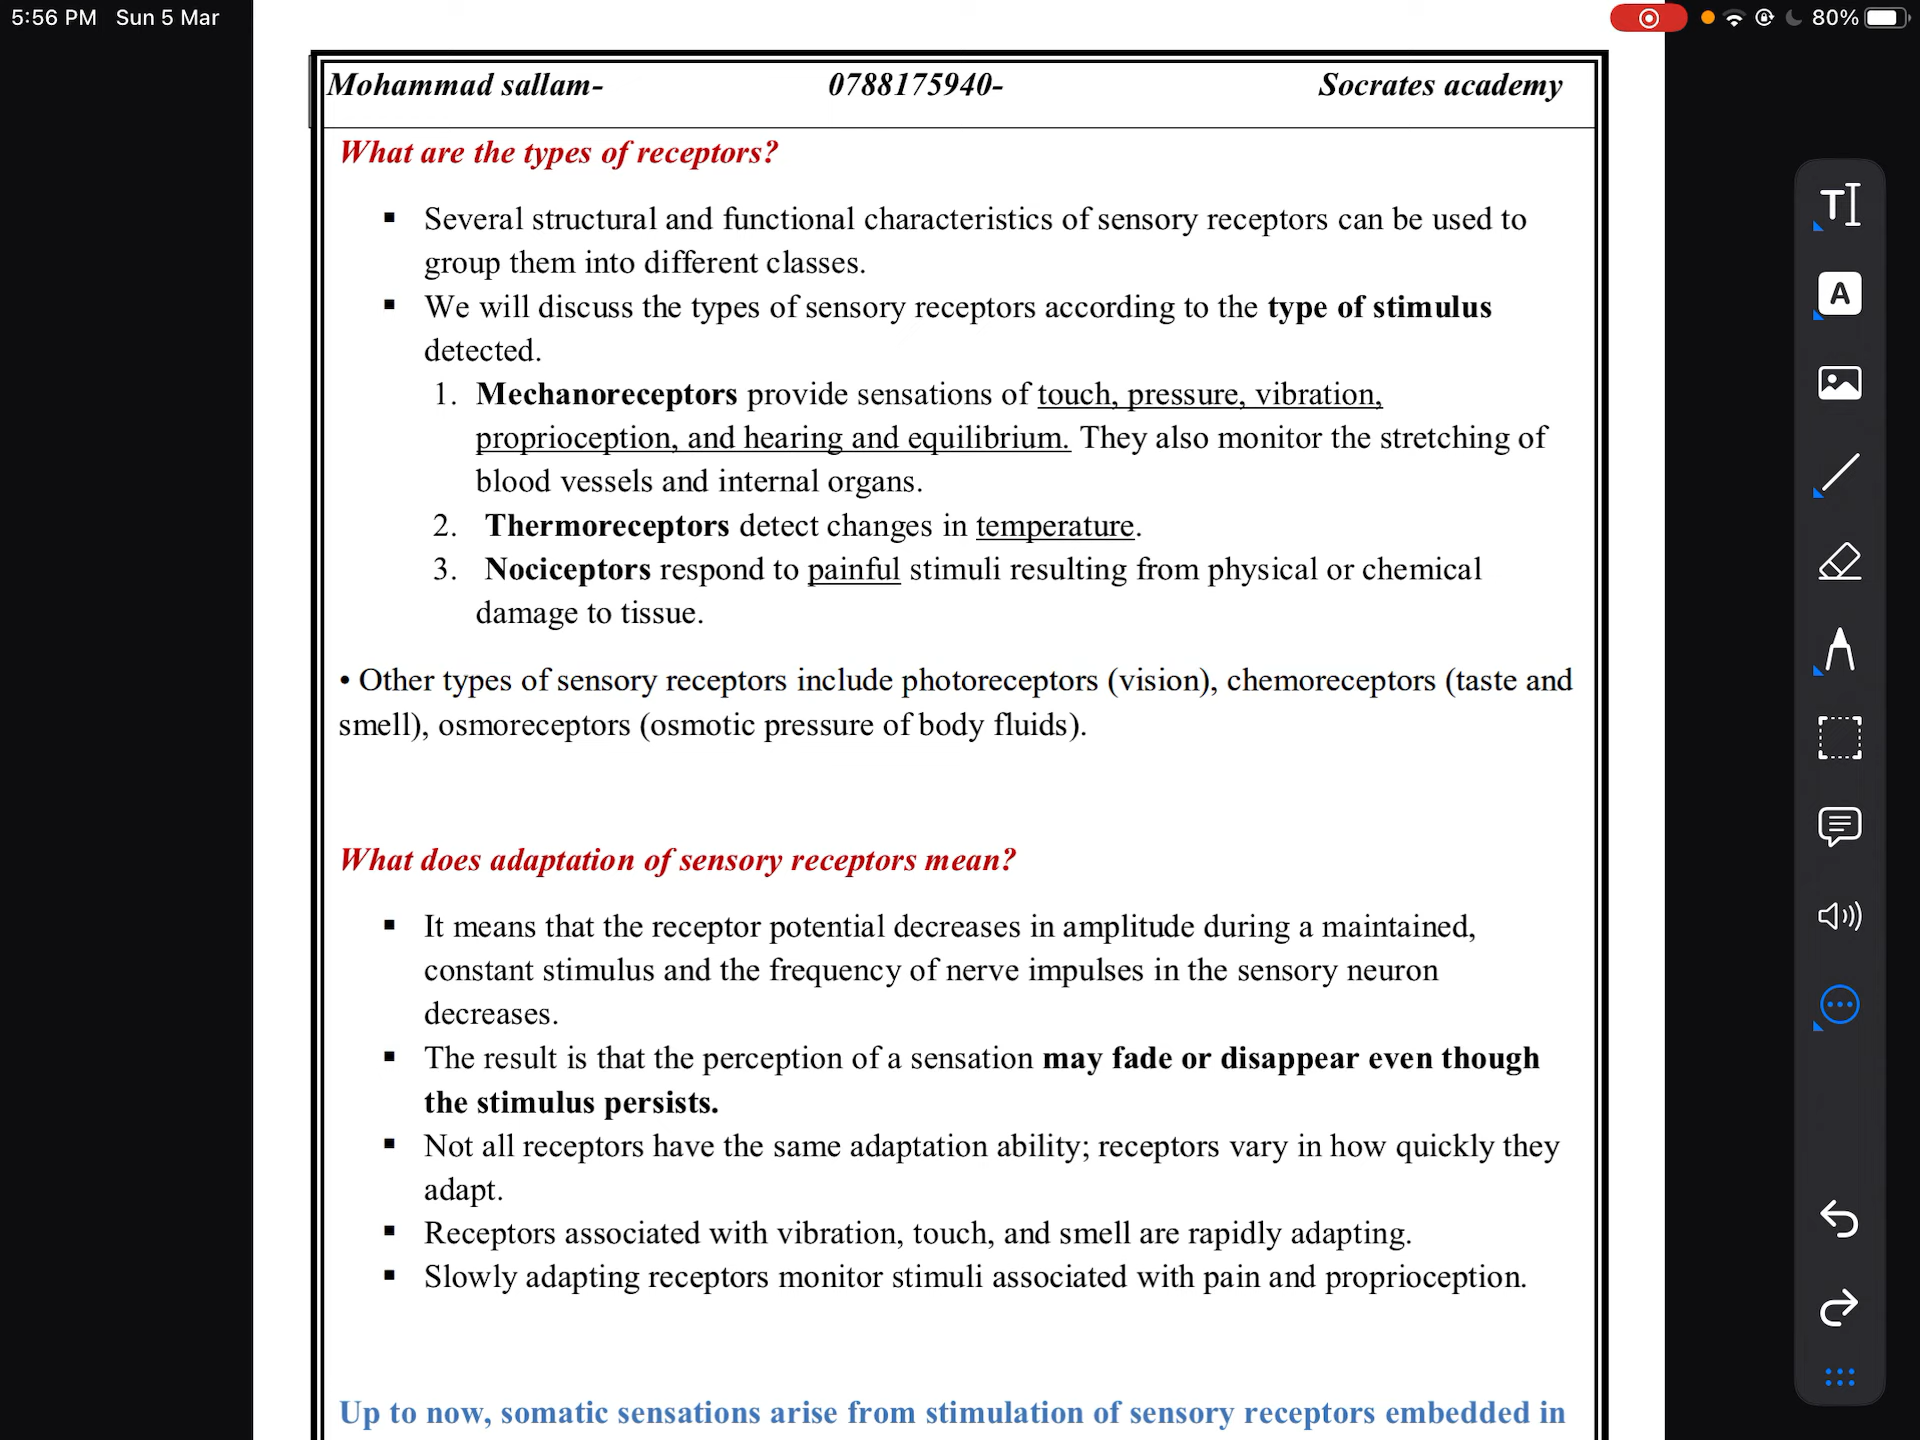 5:56 PM Sun 5 Mar
80%
Mohammad sallam- 0788175940- Socrates academy
What are the types of receptors?
▪ Several structural and functional characteristics of sensory receptors can be used to
group them into different classes.
▪ We will discuss the types of sensory receptors according to the type of stimulus
detected.
1. Mechanoreceptors provide sensations of touch, pressure, vibration,
proprioception, and hearing and equilibrium. They also monitor the stretching of
blood vessels and internal organs.
2. Thermoreceptors detect changes in temperature.
3. Nociceptors respond to painful stimuli resulting from physical or chemical
damage to tissue.
• Other types of sensory receptors include photoreceptors (vision), chemoreceptors (taste and
smell), osmoreceptors (osmotic pressure of body fluids).
What does adaptation of sensory receptors mean?
▪ It means that the receptor potential decreases in amplitude during a maintained,
constant stimulus and the frequency of nerve impulses in the sensory neuron
decreases.
▪ The result is that the perception of a sensation may fade or disappear even though
the stimulus persists.
▪ Not all receptors have the same adaptation ability; receptors vary in how quickly they
adapt.
▪ Receptors associated with vibration, touch, and smell are rapidly adapting.
▪ Slowly adapting receptors monitor stimuli associated with pain and proprioception.
Up to now, somatic sensations arise from stimulation of sensory receptors embedded in
T
A